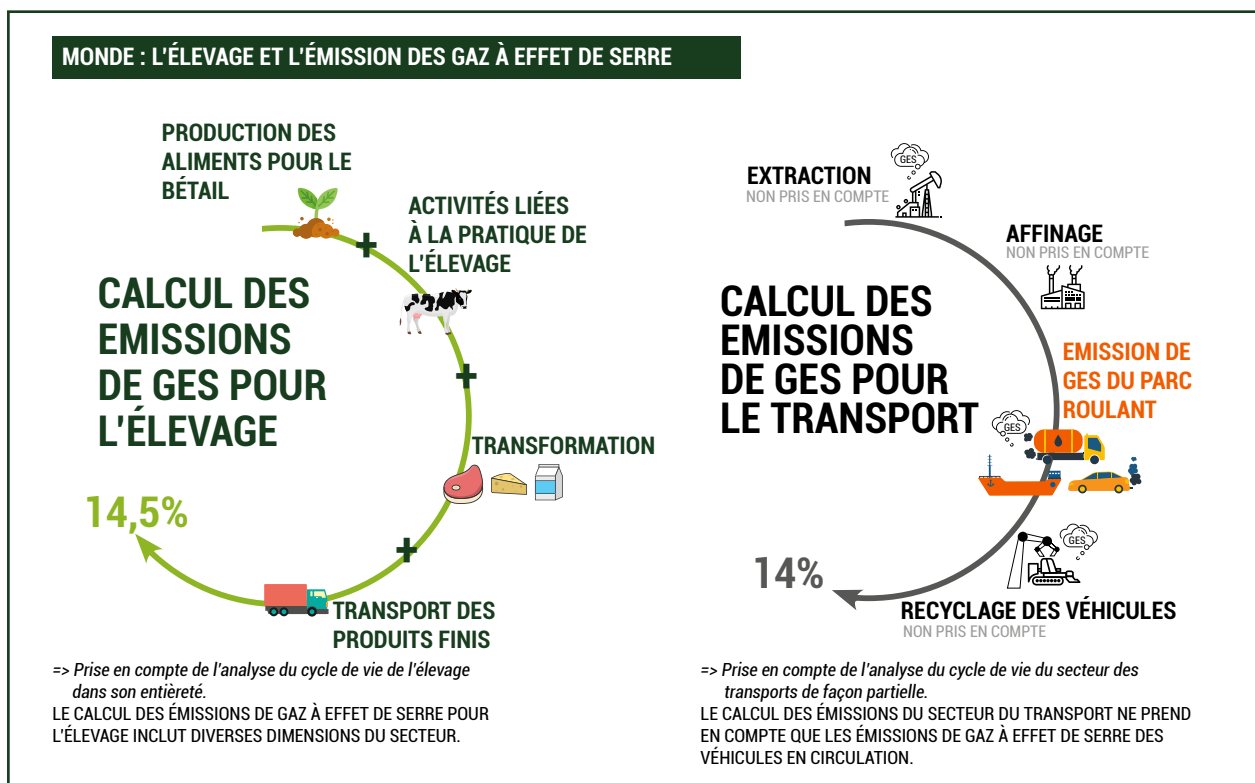 MONDE : L'ÉLEVAGE ET L'ÉMISSION DES GAZ À EFFET DE SERRE
PRODUCTION DES
ALIMENTS POUR LE
BÉTAIL
ACTIVITÉS LIÉES
À LA PRATIQUE DE
L'ÉLEVAGE
CALCUL DES
EMISSIONS
DE GES POUR
L'ÉLEVAGE
TRANSFORMATION
14,5%
TRANSPORT DES
PRODUITS FINIS
=> Prise en compte de l'analyse du cycle de vie de l'élevage
dans son entièreté.
LE CALCUL DES ÉMISSIONS DE GAZ À EFFET DE SERRE POUR
L'ÉLEVAGE INCLUT DIVERSES DIMENSIONS DU SECTEUR.
GES
EXTRACTION
NON PRIS EN COMPTE
AFFINAGE
NON PRIS EN COMPTE
CALCUL DES
EMISSIONS
DE GES POUR
LE TRANSPORT
EMISSION DE
GES DU PARC
ROULANT
GES
GES
14%
RECYCLAGE DES VÉHICULES
NON PRIS EN COMPTE
=> Prise en compte de l'analyse du cycle de vie du secteur des
transports de façon partielle.
LE CALCUL DES ÉMISSIONS DU SECTEUR DU TRANSPORT NE PREND
EN COMPTE QUE LES ÉMISSIONS DE GAZ À EFFET DE SERRE DES
VÉHICULES EN CIRCULATION.